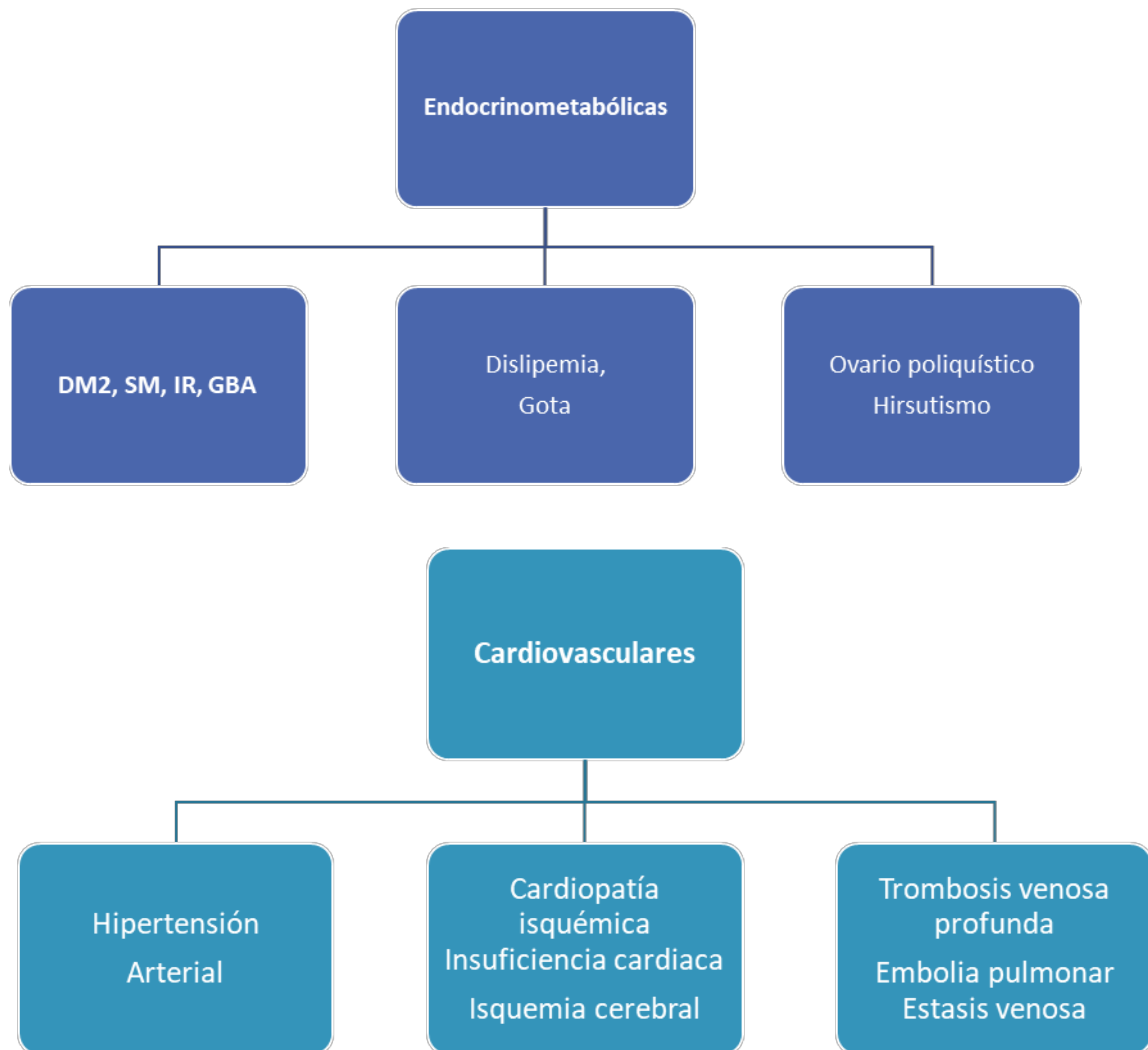 Endocrinometabólicas
DM2, SM, IR, GBA
Dislipemia,
Gota
Ovario poliquístico
Hirsutismo
Cardiovasculares
Hipertensión
Arterial
Cardiopatía
isquémica
Insuficiencia cardiaca
Isquemia cerebral
Trombosis venosa
profunda
Embolia pulmonar
Estasis venosa